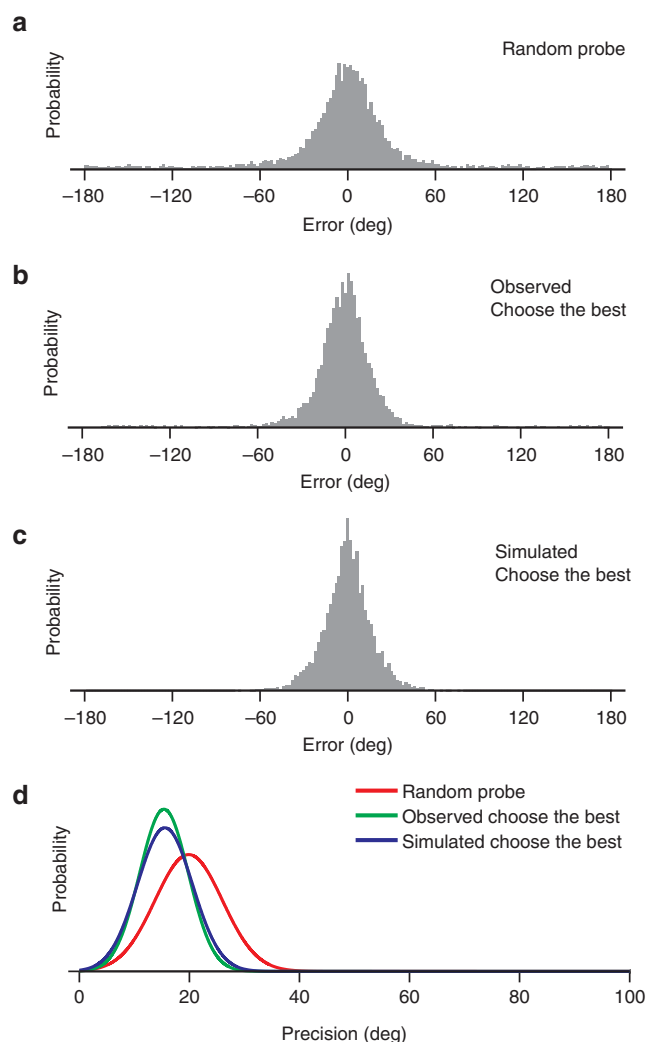 a
Random probe
Probability
−180 −120 −60 0 60 120 180
Error (deg)
b
Observed
Choose the best
Probability
−180 −120 −60 0 60 120 180
Error (deg)
c
Simulated
Choose the best
Probability
−180 −120 −60 0 60 120 180
Error (deg)
d
Random probe
Observed choose the best
Simulated choose the best
Probability
0 20 40 60 80 100
Precision (deg)